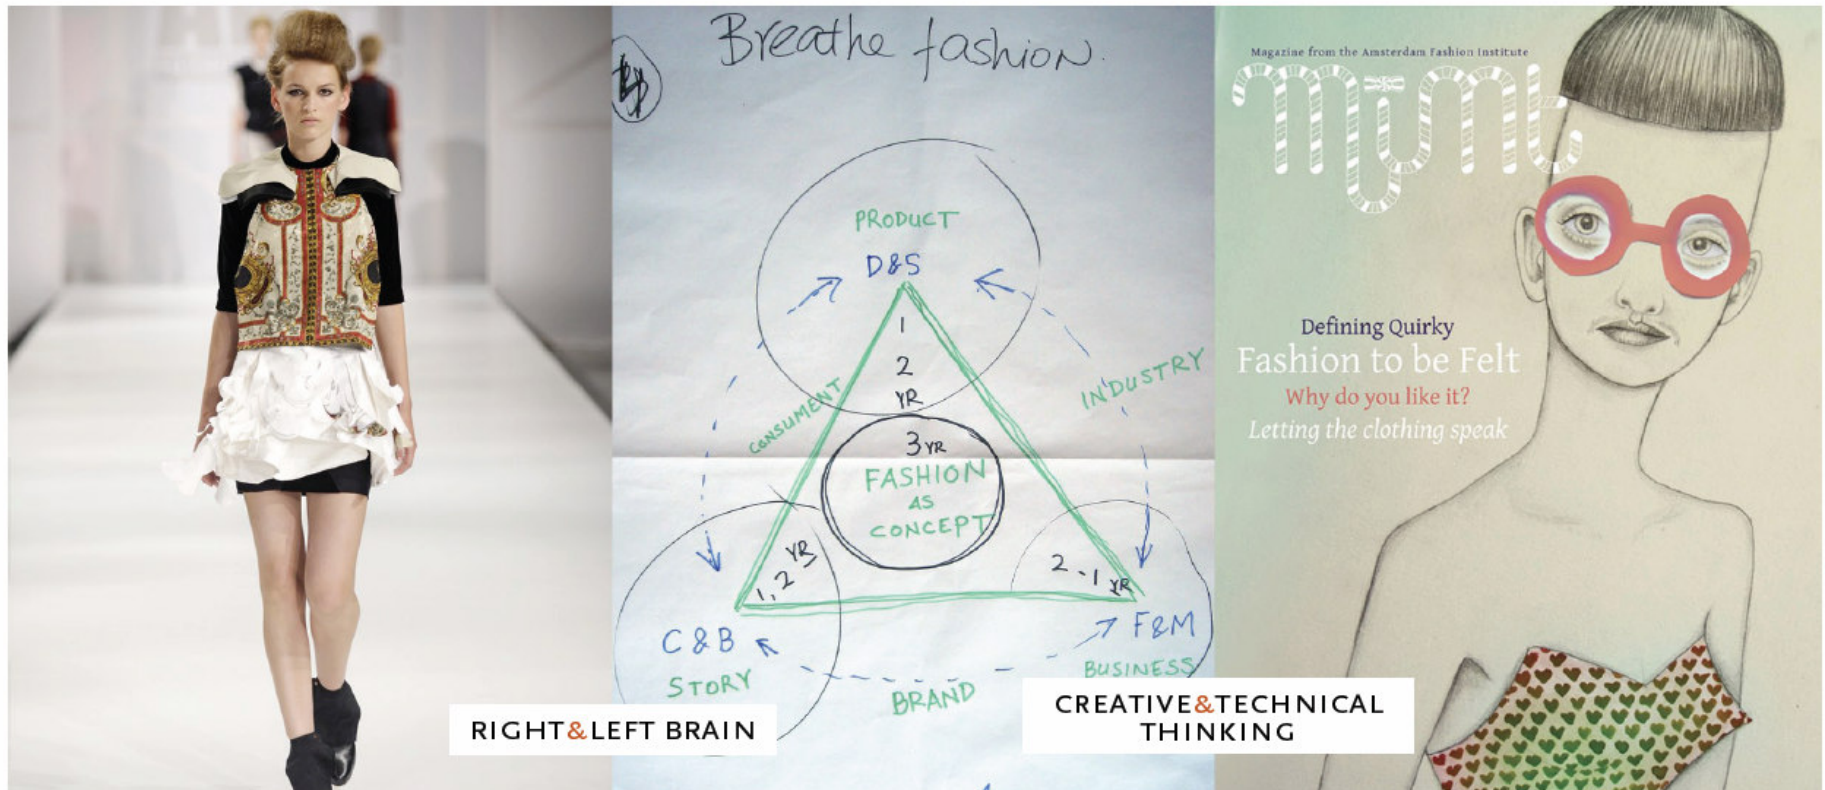 Breathe fashion.
PRODUCT
D&S
1
2
YR
CONSUMENT
INDUSTRY
3 YR
FASHION
AS
CONCEPT
1, 2 YR
2 - 1 YR
C&B
STORY
F&M
BUSINESS
BRAND
RIGHT&LEFT BRAIN
CREATIVE&TECHNICAL
THINKING
Magazine from the Amsterdam Fashion Institute
Defining Quirky
Fashion to be Felt
Why do you like it?
Letting the clothing speak